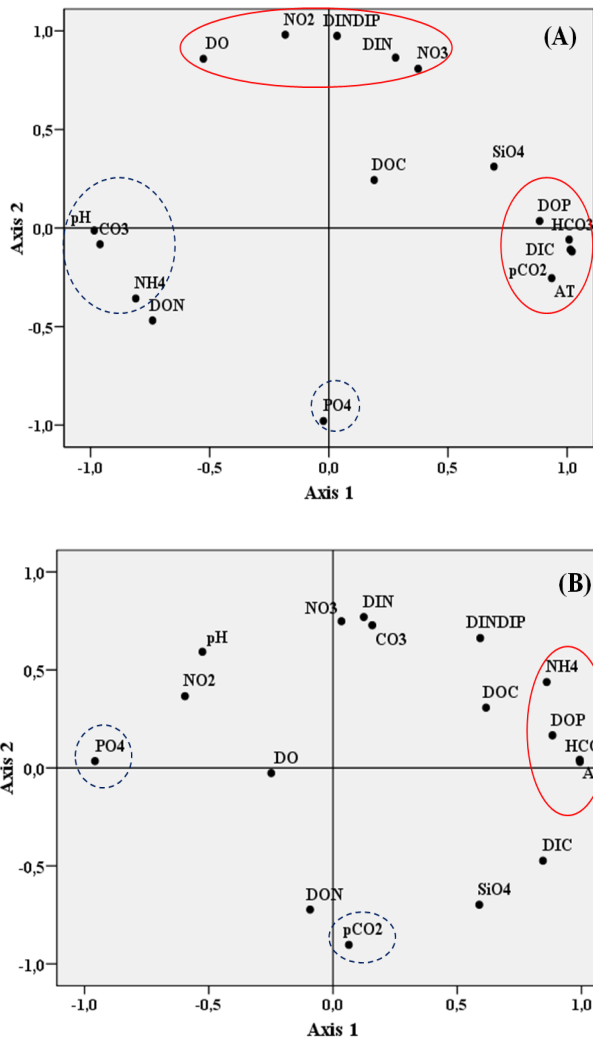 (A)
NO2 DINDIP
DO DIN NO3
1,0
0,5
SiO4
DOC
DOP
pH HCO3
0,0 CO3
DIC
pCO2
NH4 AT
DON
-0,5
PO4
-1,0
-1,0 -0,5 0,0 0,5 1,0
Axis 1
Axis 2
(B)
1,0
NO3 DIN
CO3 DINDIP
pH
NH4
0,5
NO2 DOC
DOP
PO4 HCO
DO
0,0 A
DIC
-0,5
DON SiO4
pCO2
-1,0
-1,0 -0,5 0,0 0,5 1,0
Axis 1
Axis 2